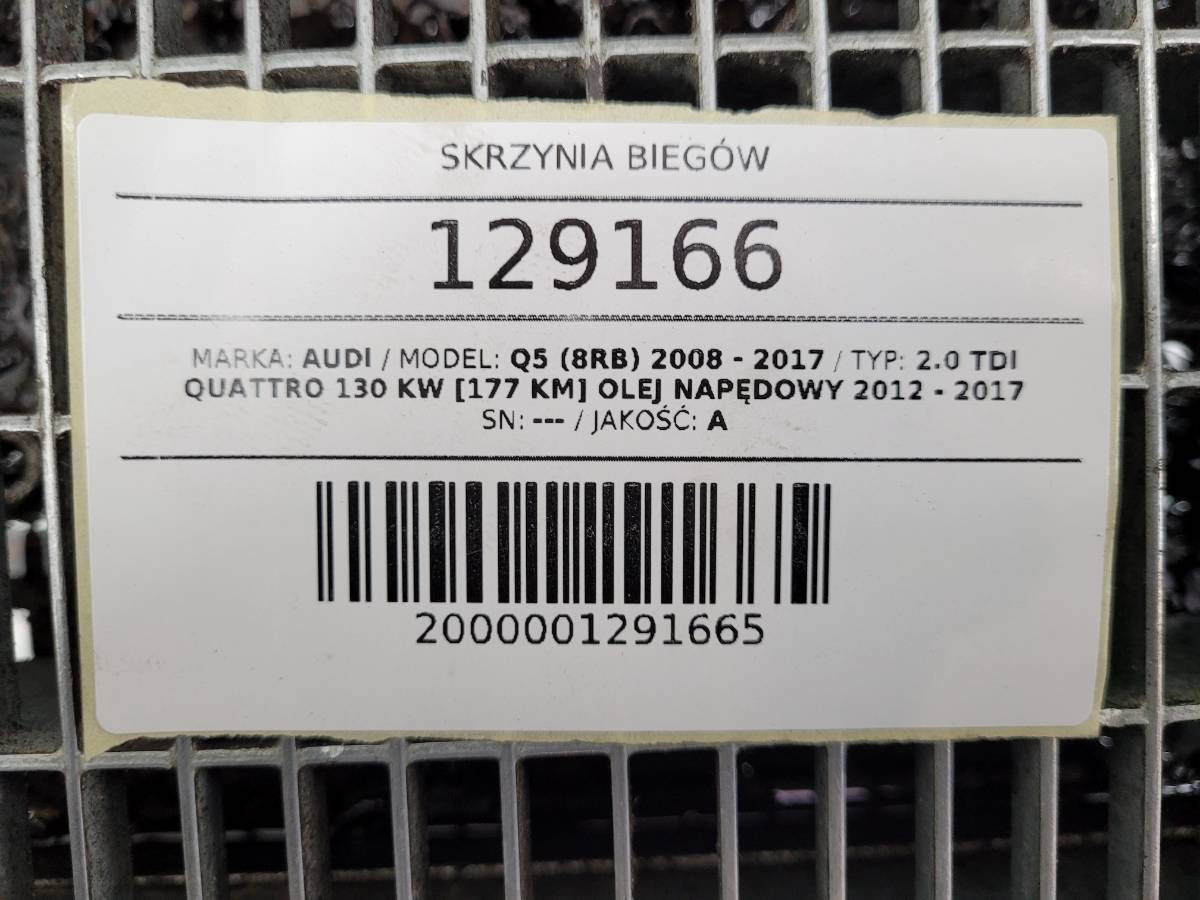 SKRZYNIA BIEGÓW
129166
MARKA: AUDI / MODEL: Q5 (8RB) 2008 - 2017 / TYP: 2.0 TDI
QUATTRO 130 KW [177 KM] OLEJ NAPĘDOWY 2012 - 2017
SN: --- / JAKOŚĆ: A
2000001291665